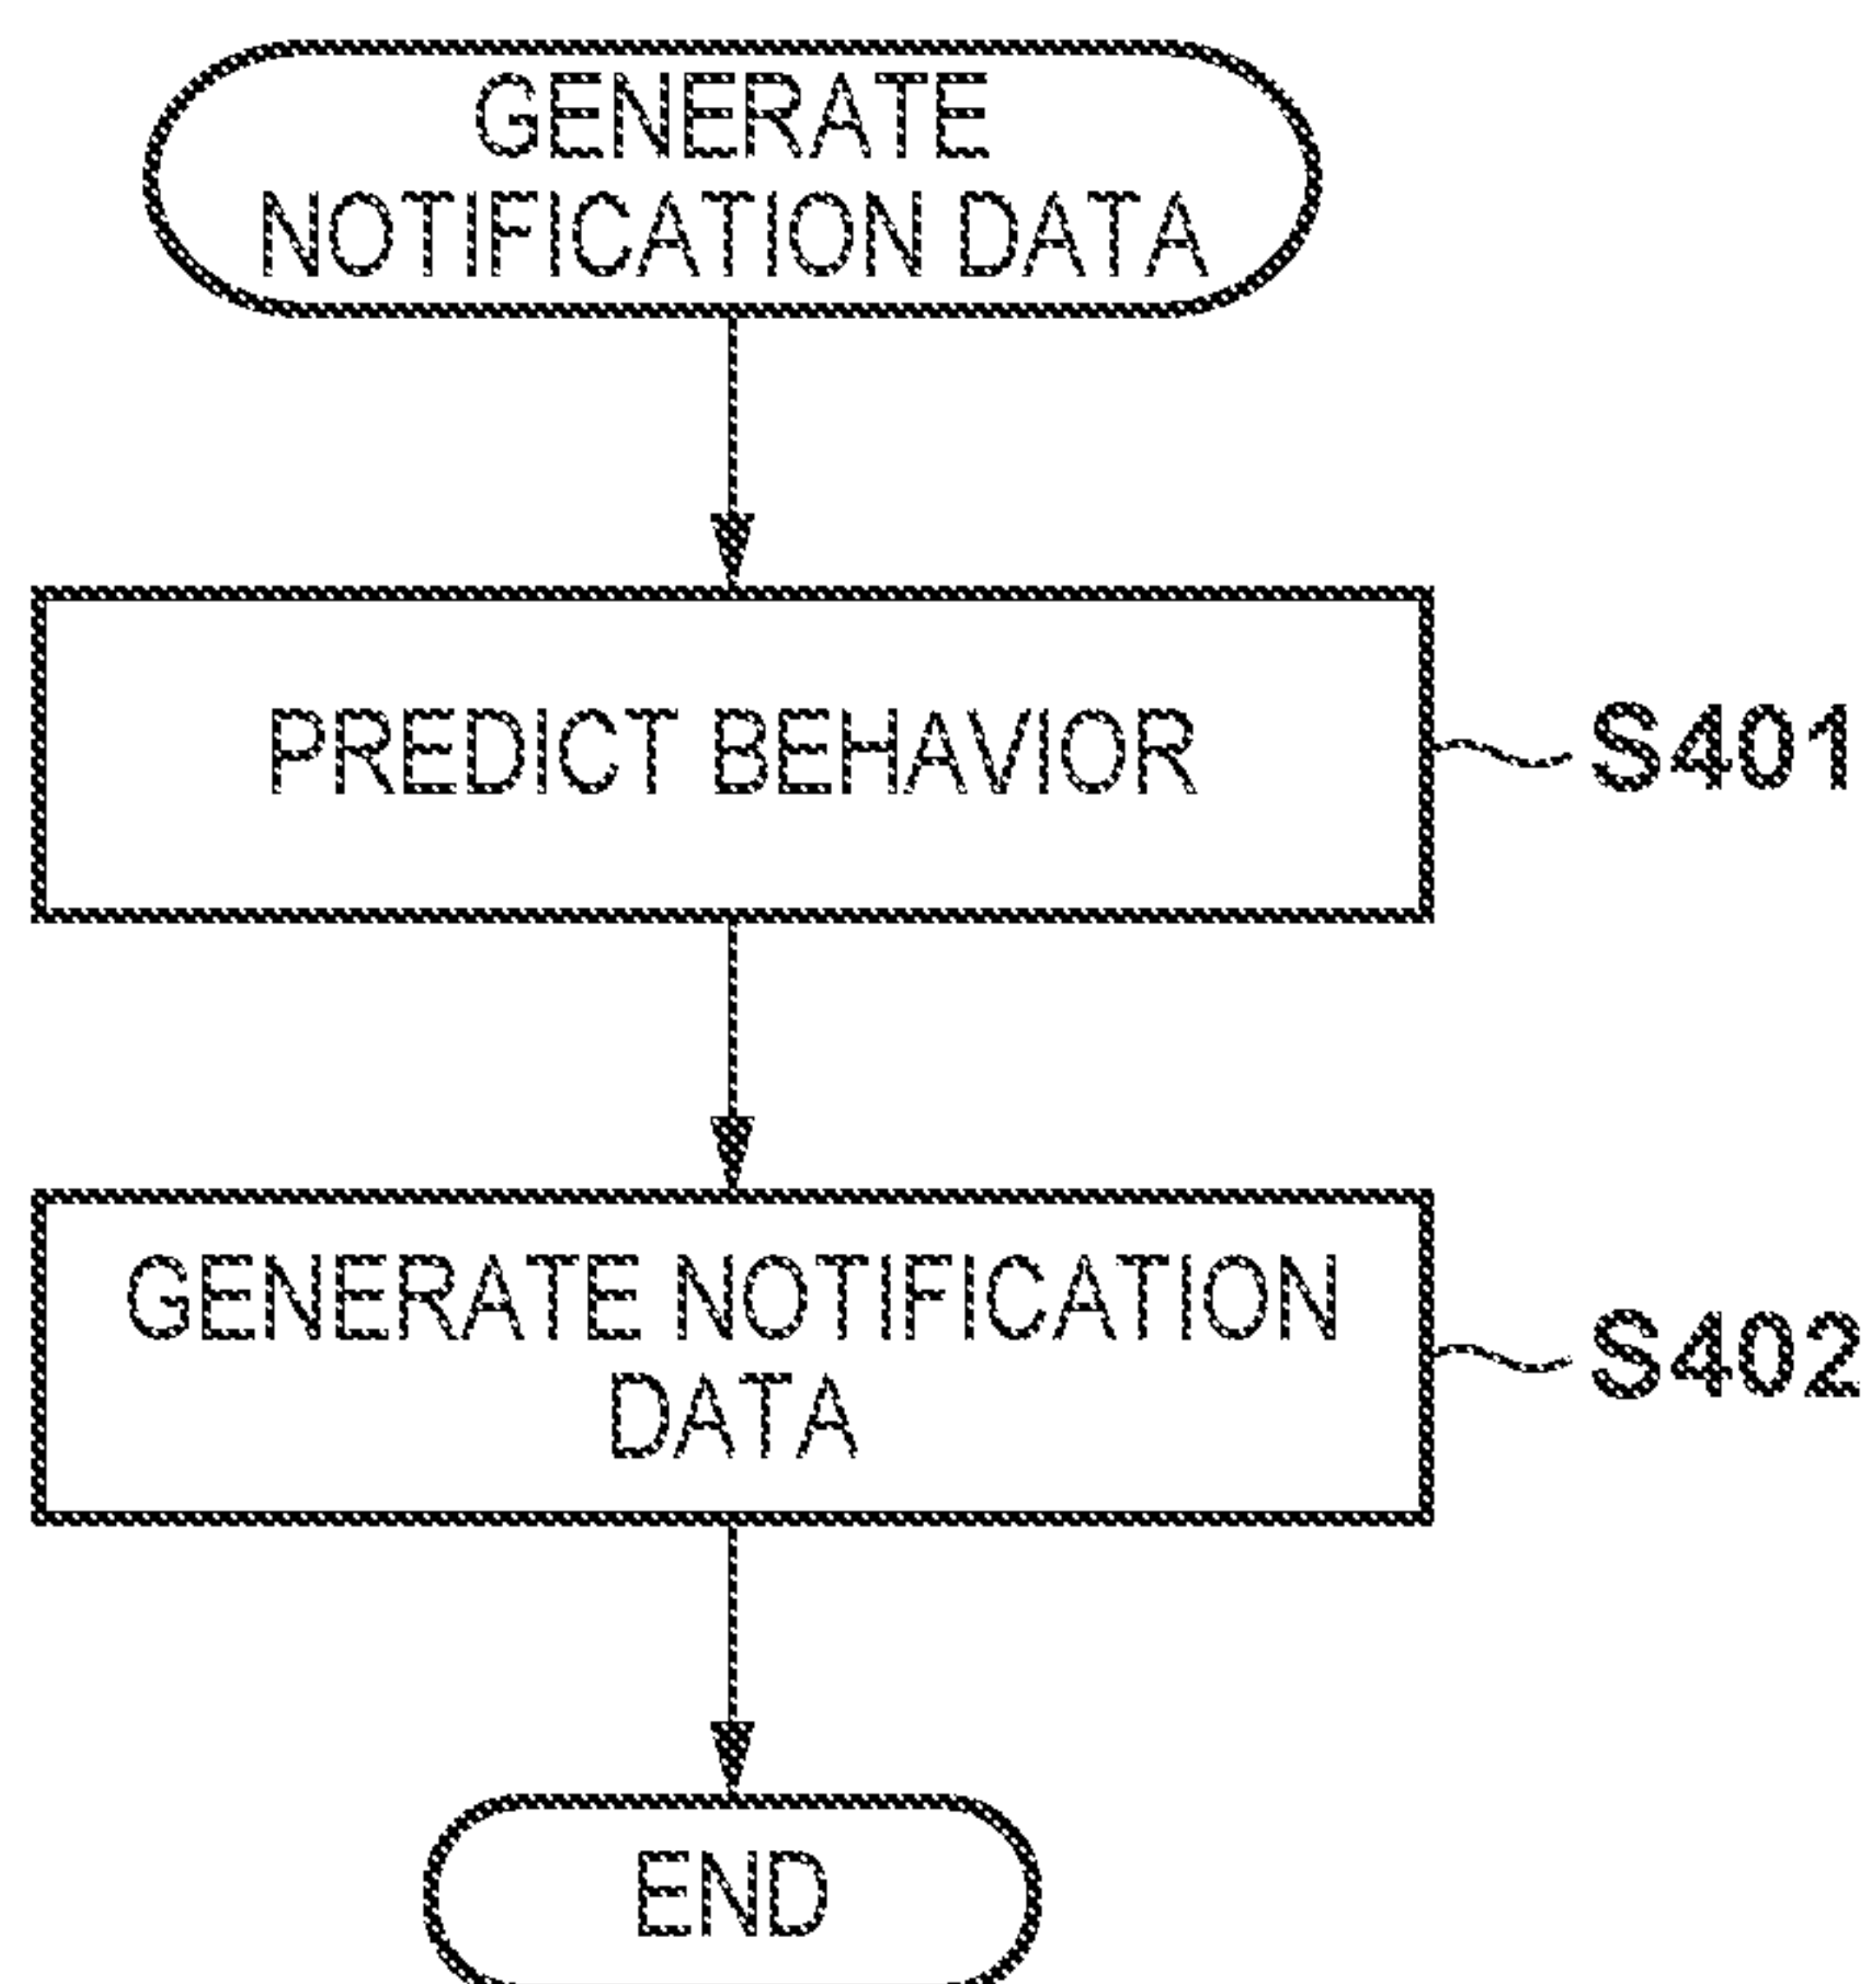 GENERATE
NOTIFICATION DATA
PREDICT BEHAVIOR
S401
GENERATE NOTIFICATION
DATA
S402
END